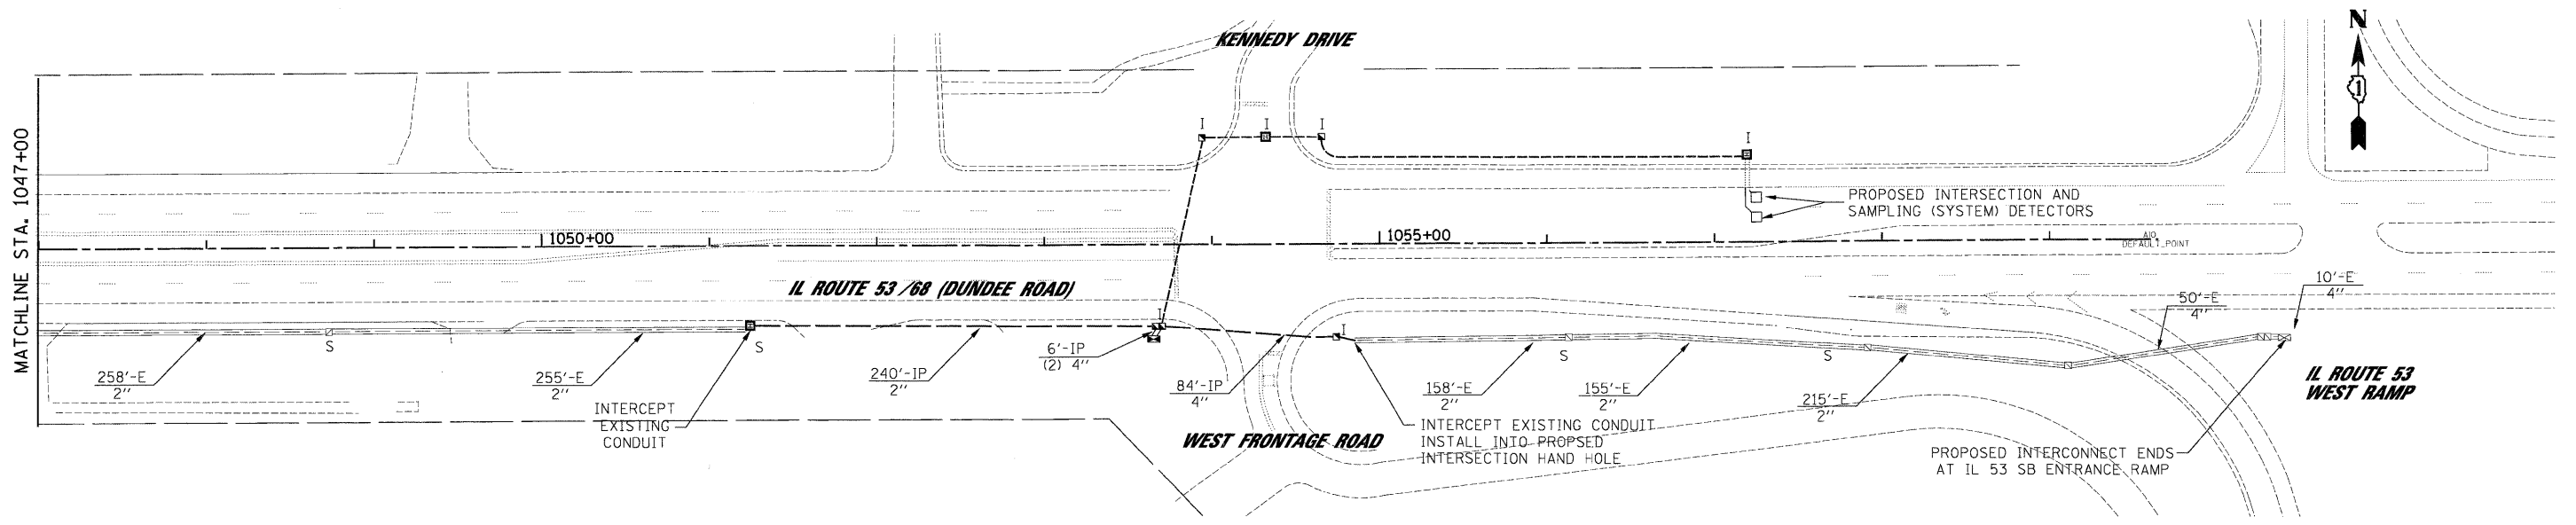 KENNEDY DRIVE
N
1
MATCHLINE STA. 1047+00
I
I
I
I
PROPOSED INTERSECTION AND
SAMPLING (SYSTEM) DETECTORS
1050+00
1055+00
A10
DEFAULT_POINT
IL ROUTE 53/68 (DUNDEE ROAD)
10'-E
4"
50'-E
4"
I
I
S
S
S
S
6'-IP
(2) 4"
258'-E
2"
255'-E
2"
240'-IP
2"
84'-IP
4"
158'-E
2"
155'-E
2"
215'-E
2"
IL ROUTE 53
WEST RAMP
INTERCEPT
EXISTING
CONDUIT
WEST FRONTAGE ROAD
INTERCEPT EXISTING CONDUIT
INSTALL INTO PROPSED
INTERSECTION HAND HOLE
PROPOSED INTERCONNECT ENDS
AT IL 53 SB ENTRANCE RAMP